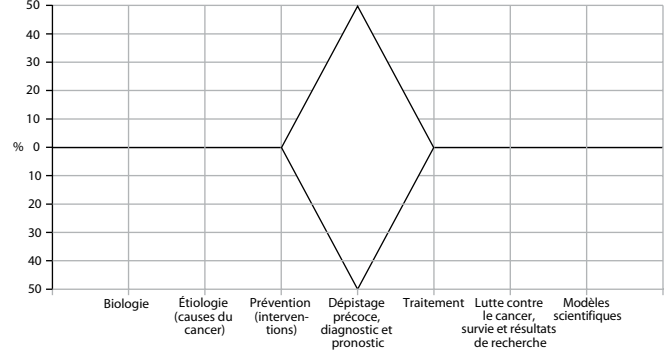 50
40
30
20
10
% 0
10
20
30
40
50
Biologie
Étiologie
(causes du
cancer)
Prévention
(interven-
tions)
Dépistage
précoce,
diagnostic et
pronostic
Traitement
Lutte contre
le cancer,
survie et résultats
de recherche
Modèles
scientifiques